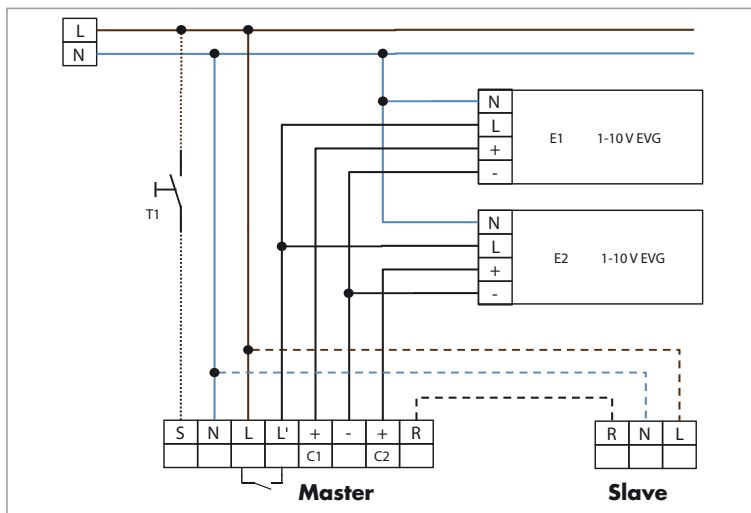 L
N
N
L
+
-
E1 1-10 V EVG
T1
N
L
+
-
E2 1-10 V EVG
S N L L' + - + R
C1 C2
R N L
Master
Slave